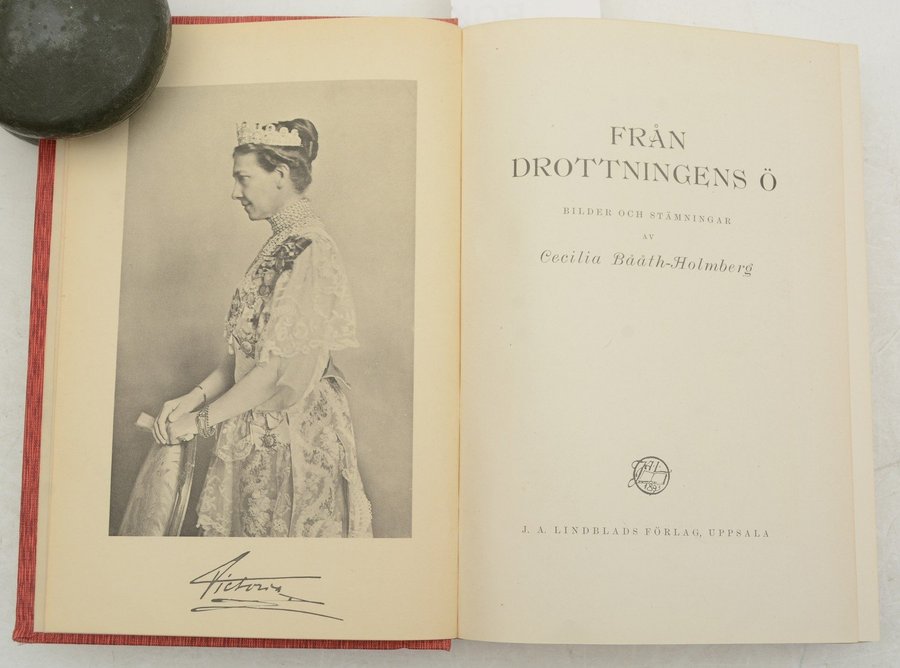 Victoria
FRÅN
DROTTNINGENS Ö
BILDER OCH STÄMNINGAR
AV
Cecilia Bååth-Holmberg
J. A. LINDBLADS FÖRLAG, UPPSALA